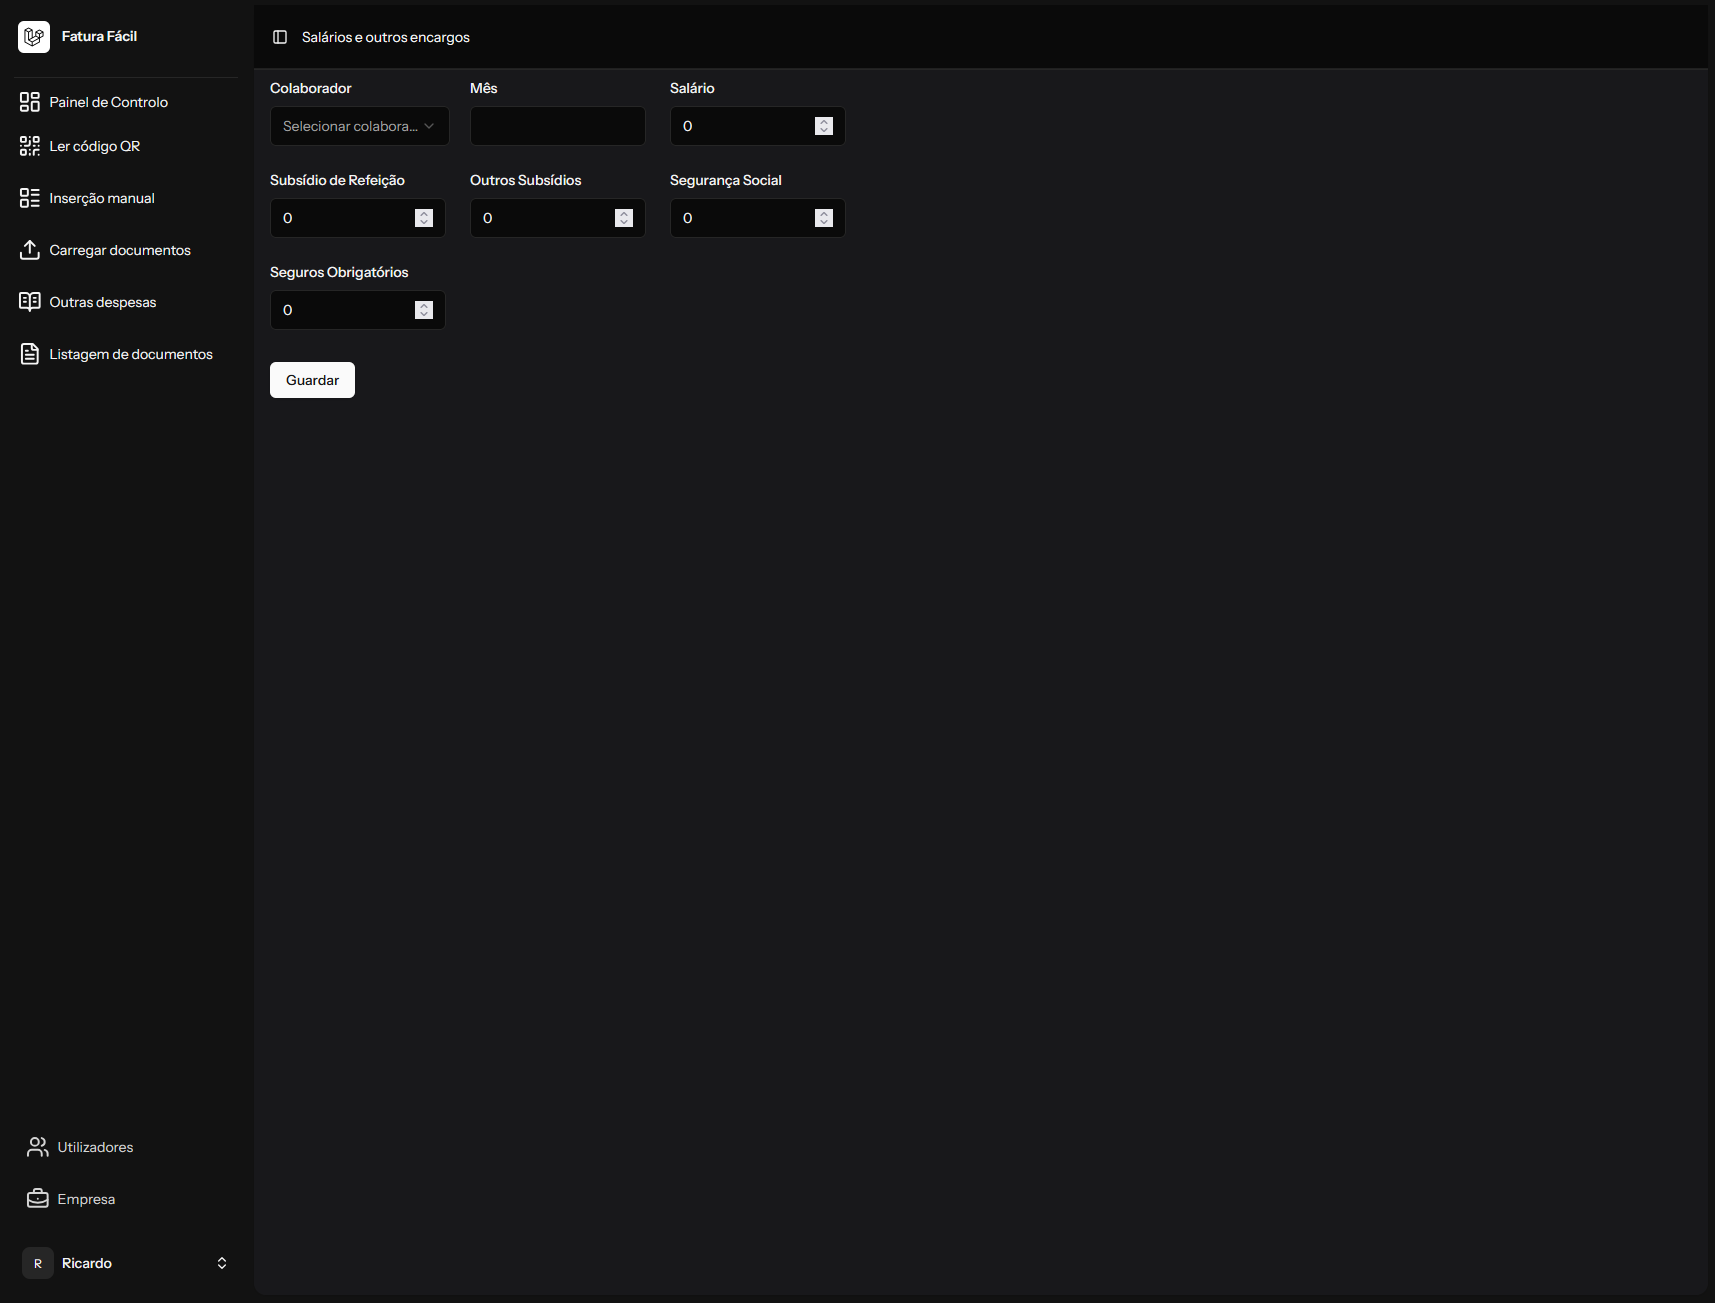 Fatura Fácil
Painel de Controlo
Ler código QR
Inserção manual
Carregar documentos
Outras despesas
Listagem de documentos
Utilizadores
Empresa
R
Ricardo
Salários e outros encargos
Colaborador
Mês
Salário
Selecionar colabora...
0
Subsídio de Refeição
Outros Subsídios
Segurança Social
0
0
0
Seguros Obrigatórios
0
Guardar